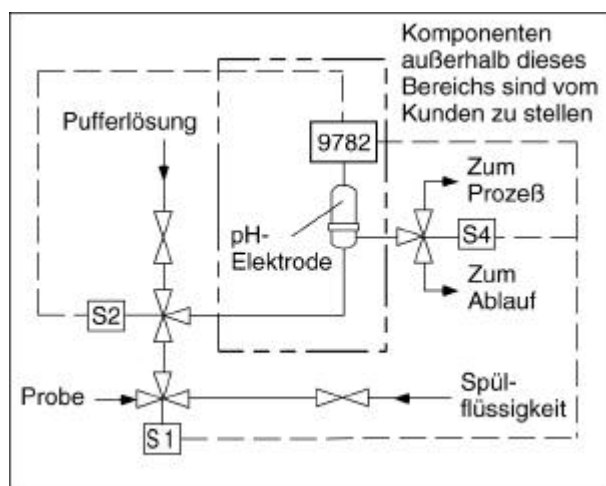 Komponenten
außerhalb dieses
Bereichs sind vom
Kunden zu stellen
Pufferlösung
9782
Zum
Prozeß
pH-
Elektrode
S4
Zum
Ablauf
S2
Probe
Spül-
flüssigkeit
S1